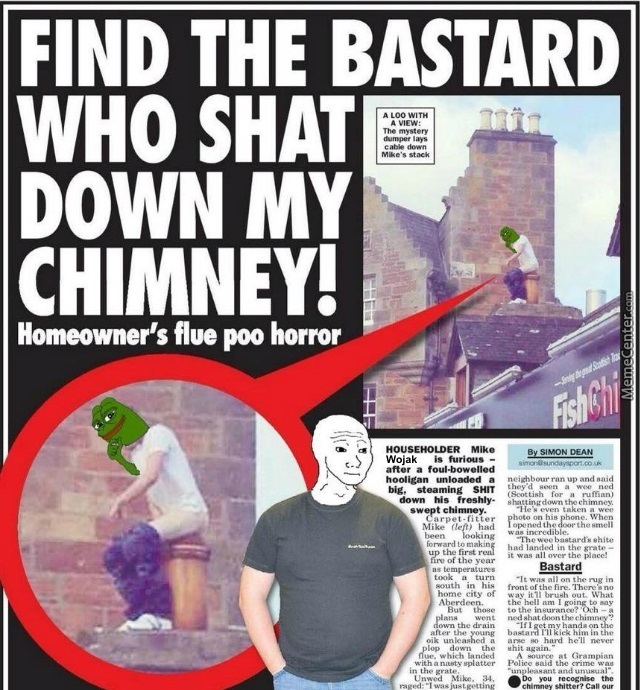 FIND THE BASTARD
WHO SHAT
DOWN MY
CHIMNEY!
Homeowner's flue poo horror
A LOO WITH
A VIEW:
The mystery
dumper lays
cable down
Mike's stack
FishChi
MemeCenter.com
HOUSEHOLDER Mike
Wojak is furious –
after a foul-bowelled
hooligan unloaded a
big, steaming SHIT
down his freshly-
swept chimney.
Carpet-fitter
Mike (left) had
been looking
forward to making
up the first real
fire of the year
as temperatures
took a turn
south in his
home city of
Aberdeen.
But those
plans went
down the drain
after the young
oik unleashed a
plop down the
flue, which landed
with a nasty splatter
in the grate.
Unwed Mike, 34,
raged: "I was just getting
By SIMON DEAN
simon@sundaysport.co.uk
neighbour ran up and said
they'd seen a wee ned
(Scottish for a ruffian)
shatting down the chimney.
"He's even taken a wee
photo on his phone. When
I opened the door the smell
was incredible.
"The wee bastard's shite
had landed in the grate –
it was all over the place!
Bastard
"It was all on the rug in
front of the fire. There's no
way it'll brush out. What
the hell am I going to say
to the insurance? 'Och – a
ned shat doon the chimney'?
"If I get my hands on the
bastard I'll kick him in the
arse so hard he'll never
shit again."
A source at Grampian
Police said the crime was
"unpleasant and unusual".
Do you recognise the
chimney shitter? Call our